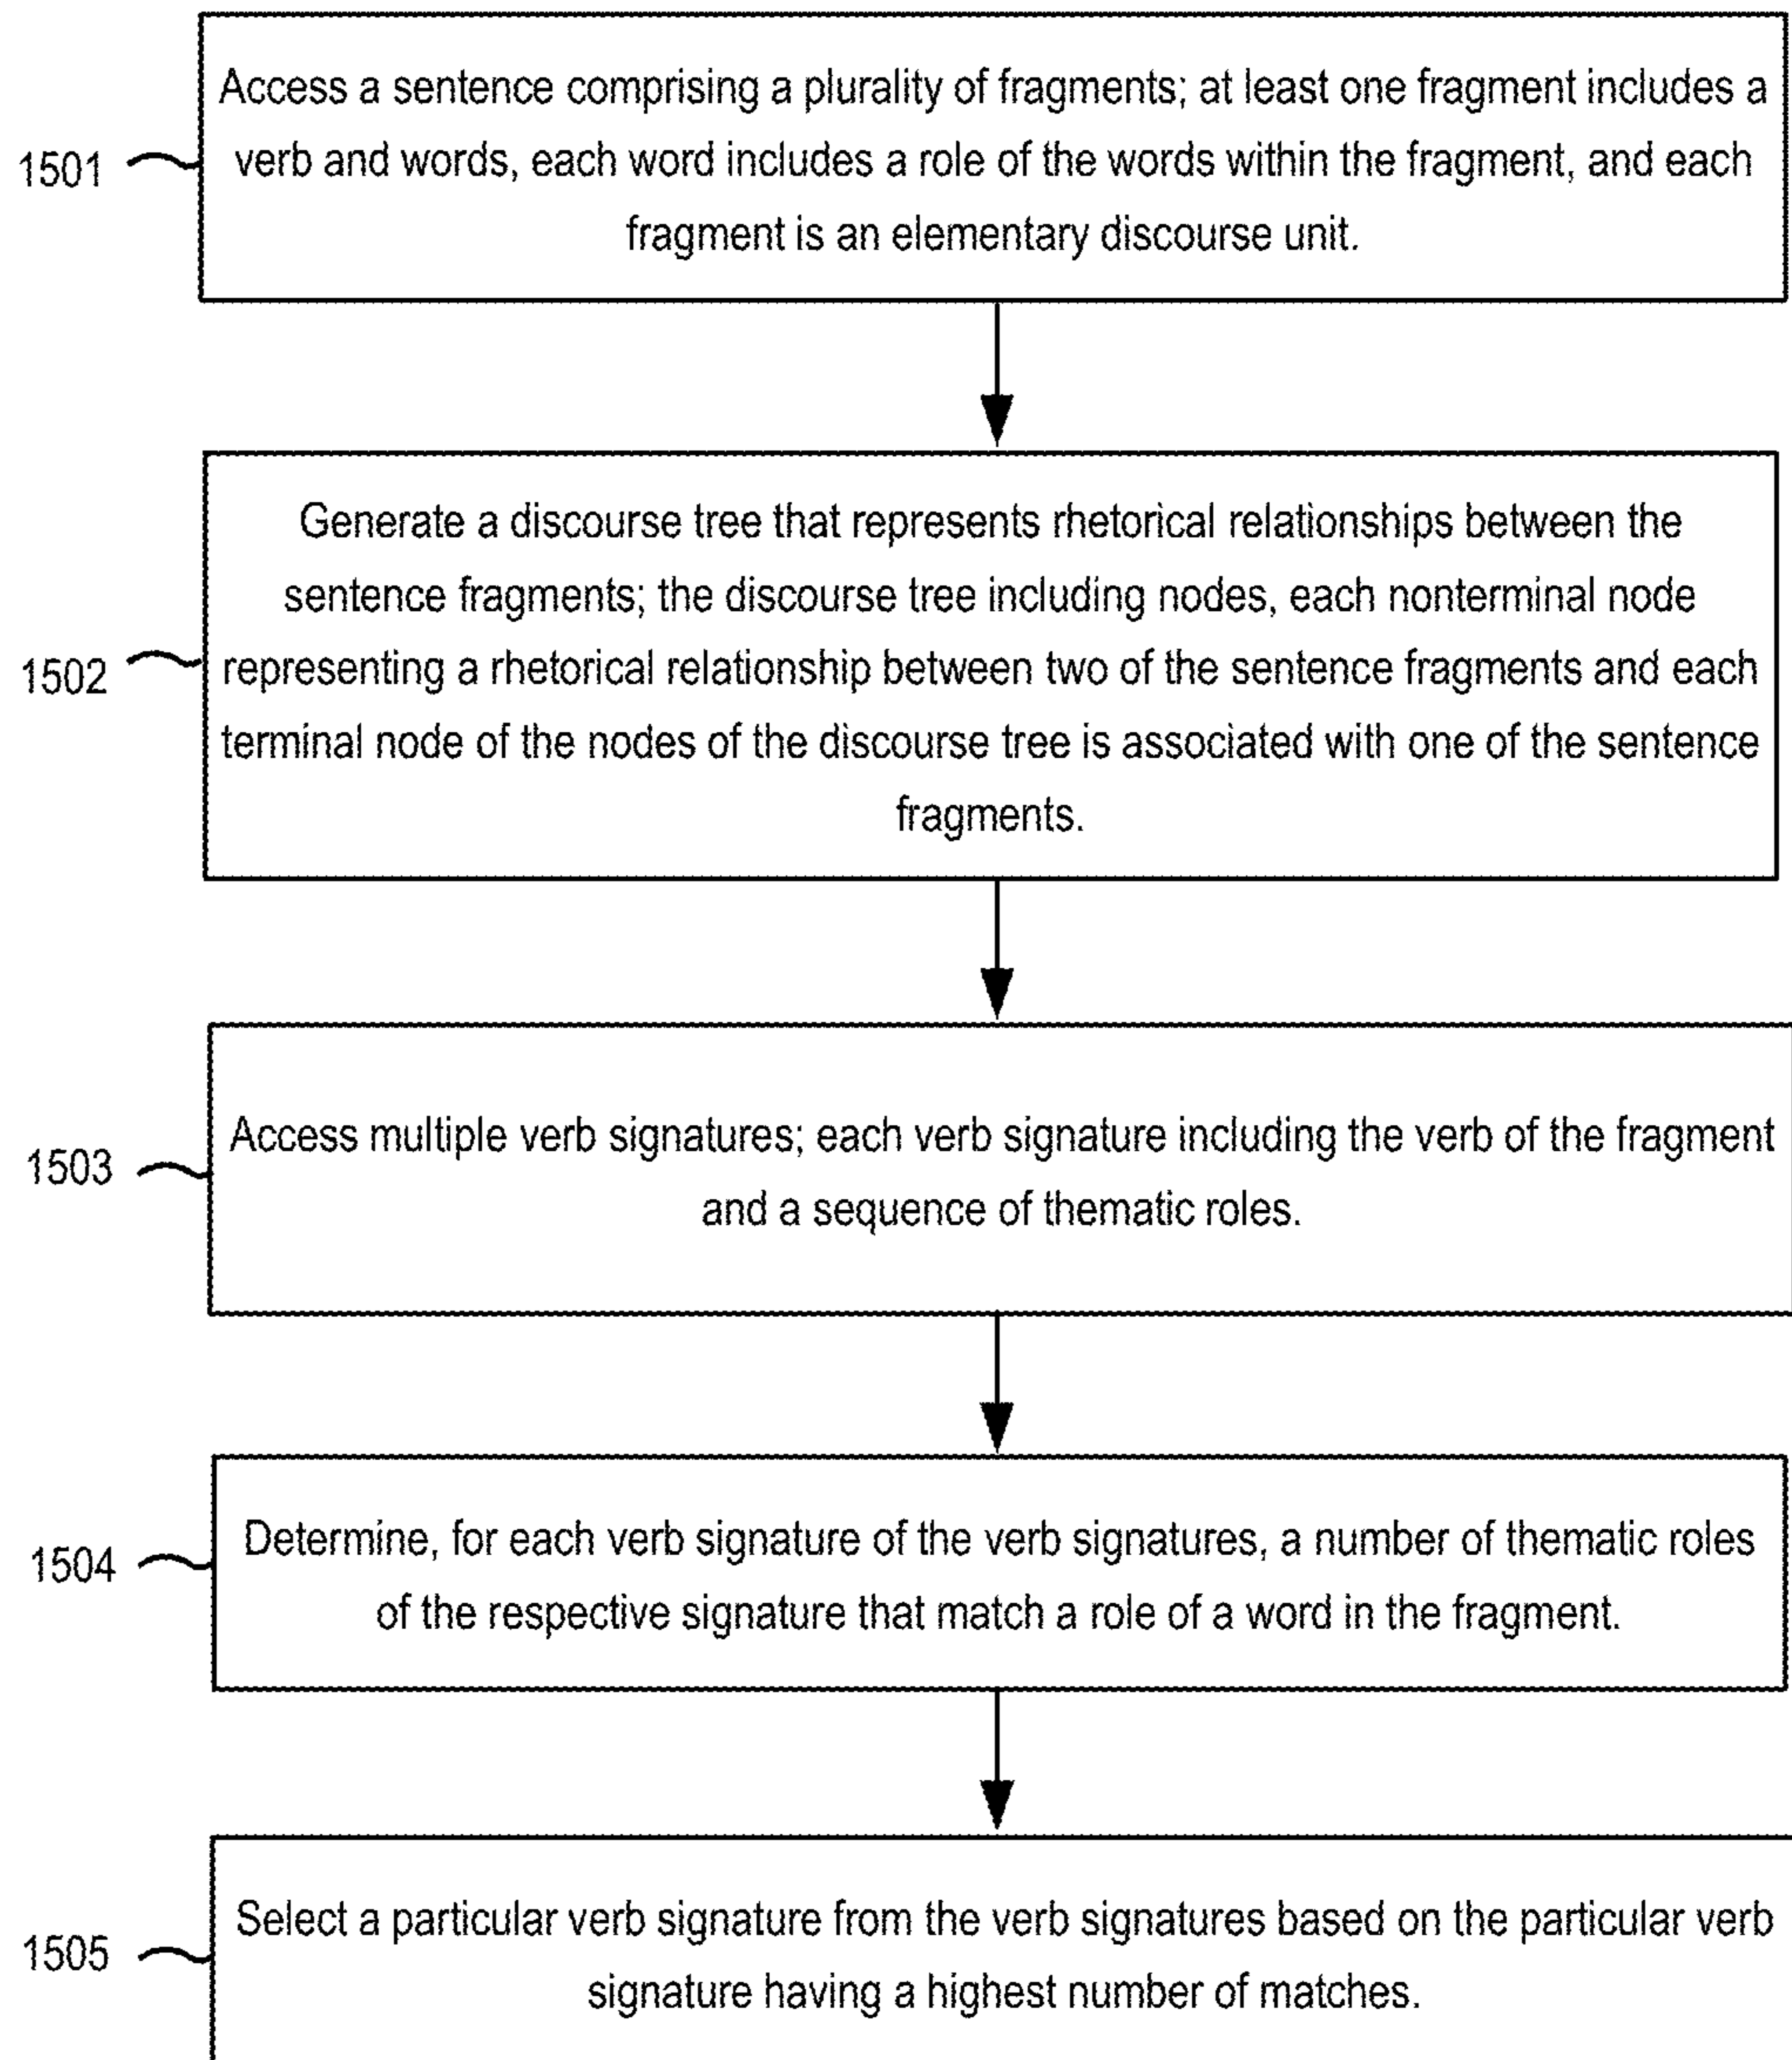 Access a sentence comprising a plurality of fragments; at least one fragment includes a
verb and words, each word includes a role of the words within the fragment, and each
fragment is an elementary discourse unit.
1501
Generate a discourse tree that represents rhetorical relationships between the
sentence fragments; the discourse tree including nodes, each nonterminal node
representing a rhetorical relationship between two of the sentence fragments and each
terminal node of the nodes of the discourse tree is associated with one of the sentence
fragments.
1502
Access multiple verb signatures; each verb signature including the verb of the fragment
and a sequence of thematic roles.
1503
Determine, for each verb signature of the verb signatures, a number of thematic roles
of the respective signature that match a role of a word in the fragment.
1504
Select a particular verb signature from the verb signatures based on the particular verb
signature having a highest number of matches.
1505